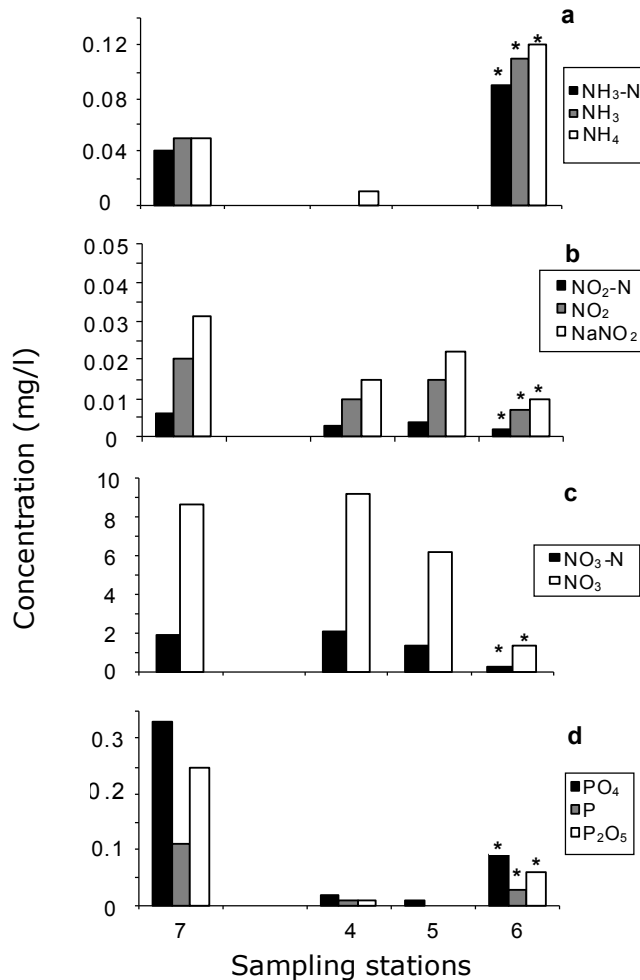 a
0.12
0.08
0.04
0
* * *
NH₃-N
NH₃
NH₄
b
0.05
0.04
0.03
0.02
0.01
0
* * *
NO₂-N
NO₂
NaNO₂
c
10
8
6
4
2
0
* *
NO₃-N
NO₃
d
0.3
0.2
0.1
0
* * *
PO₄
P
P₂O₅
7 4 5 6
Sampling stations
Concentration (mg/l)